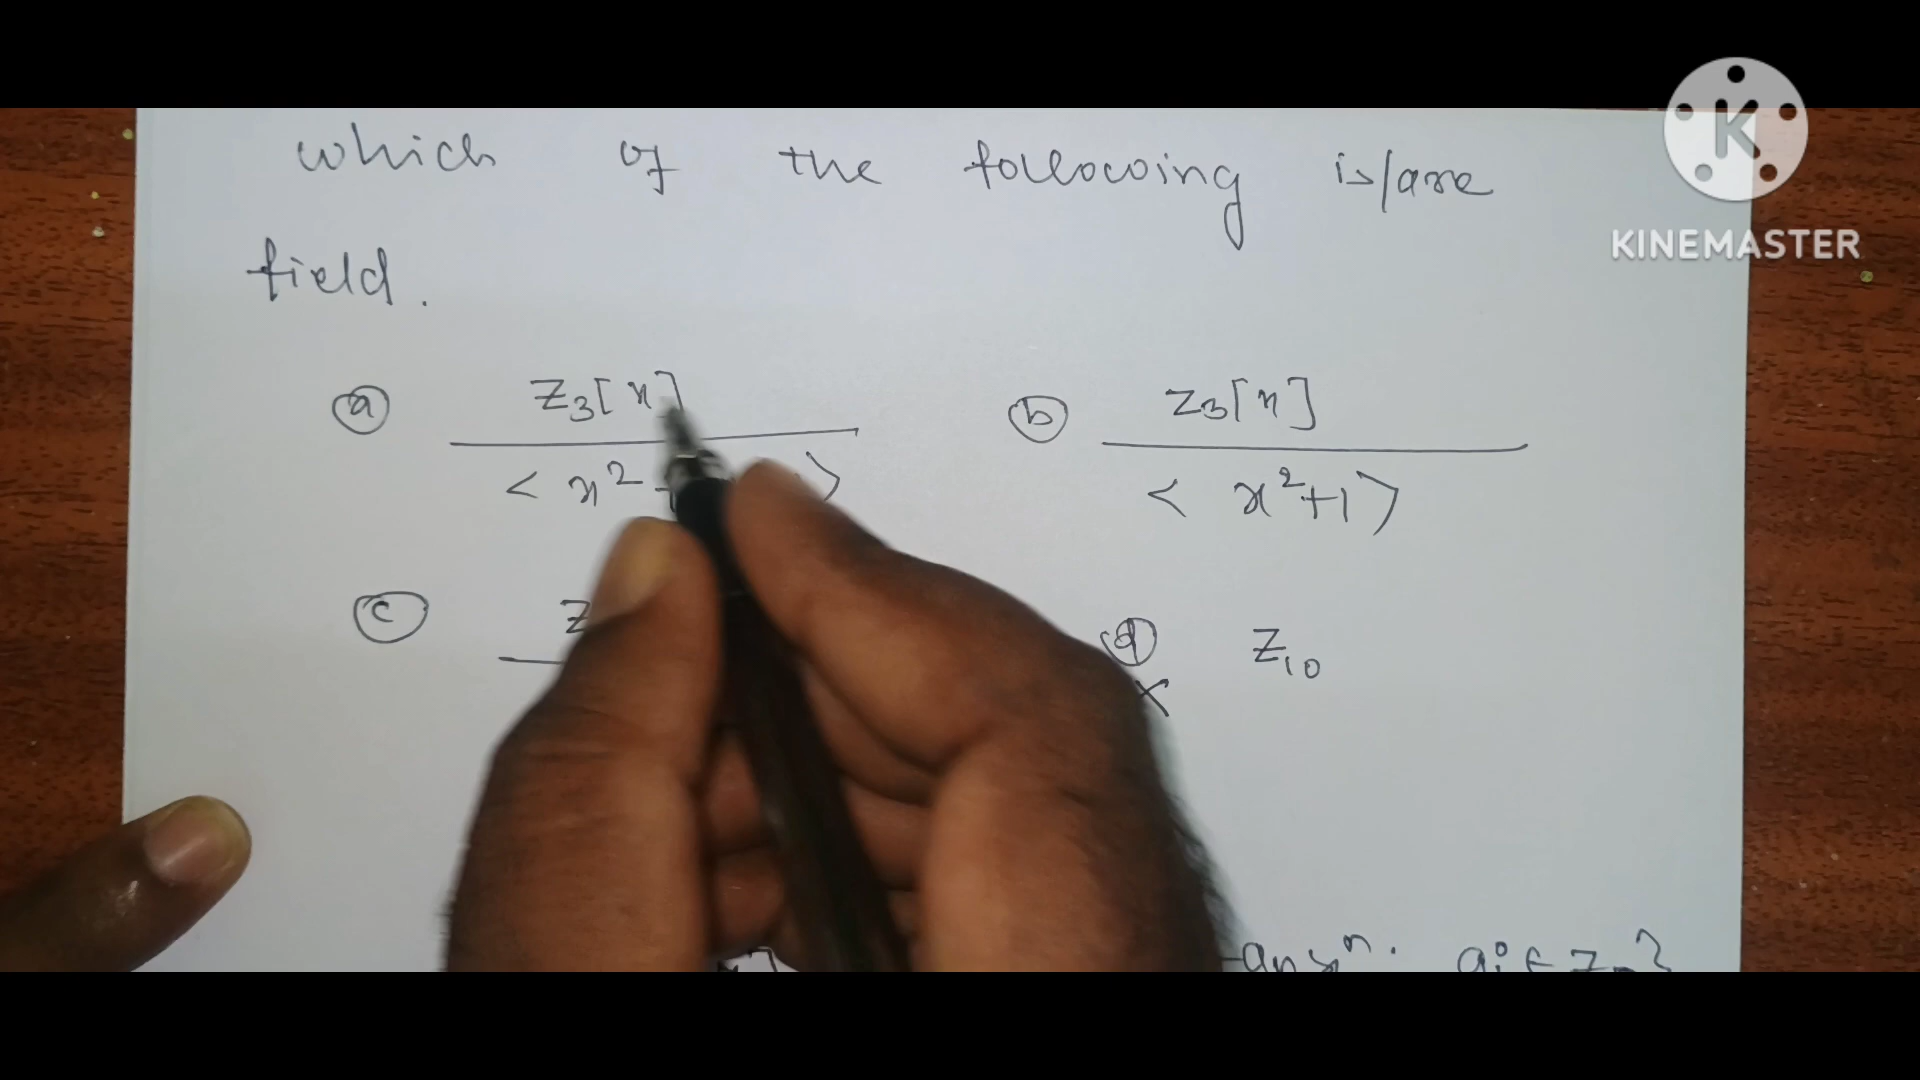 which of the following is/are
KINEMASTER
field.
(a) Z₃[x] (b) Z₃[x]
< x² > < x²+1 >
(c) Z (d) Z₁₀
×